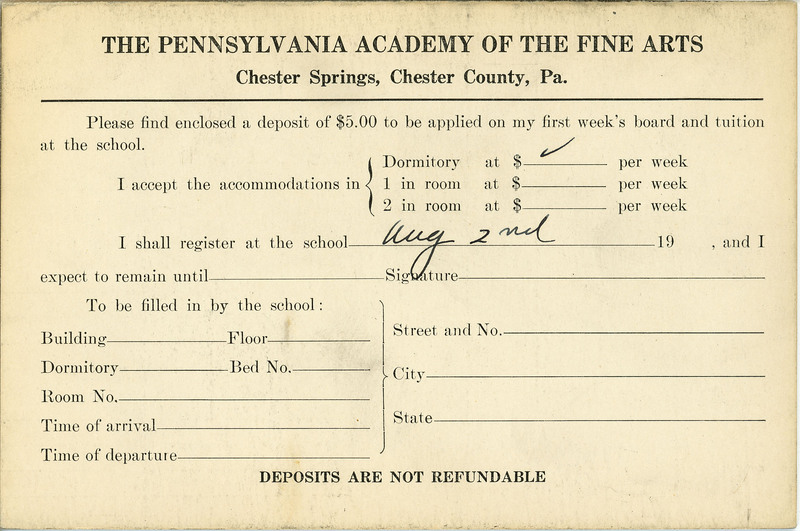 THE PENNSYLVANIA ACADEMY OF THE FINE ARTS
Chester Springs, Chester County, Pa.
Please find enclosed a deposit of $5.00 to be applied on my first week's board and tuition
at the school.
I accept the accommodations in { Dormitory at $ ✓ per week
1 in room at $ per week
2 in room at $ per week
I shall register at the school Aug 2nd 19 , and I
expect to remain until Signature
To be filled in by the school:
Building Floor
Dormitory Bed No.
Room No.
Time of arrival
Time of departure
Street and No.
City
State
DEPOSITS ARE NOT REFUNDABLE